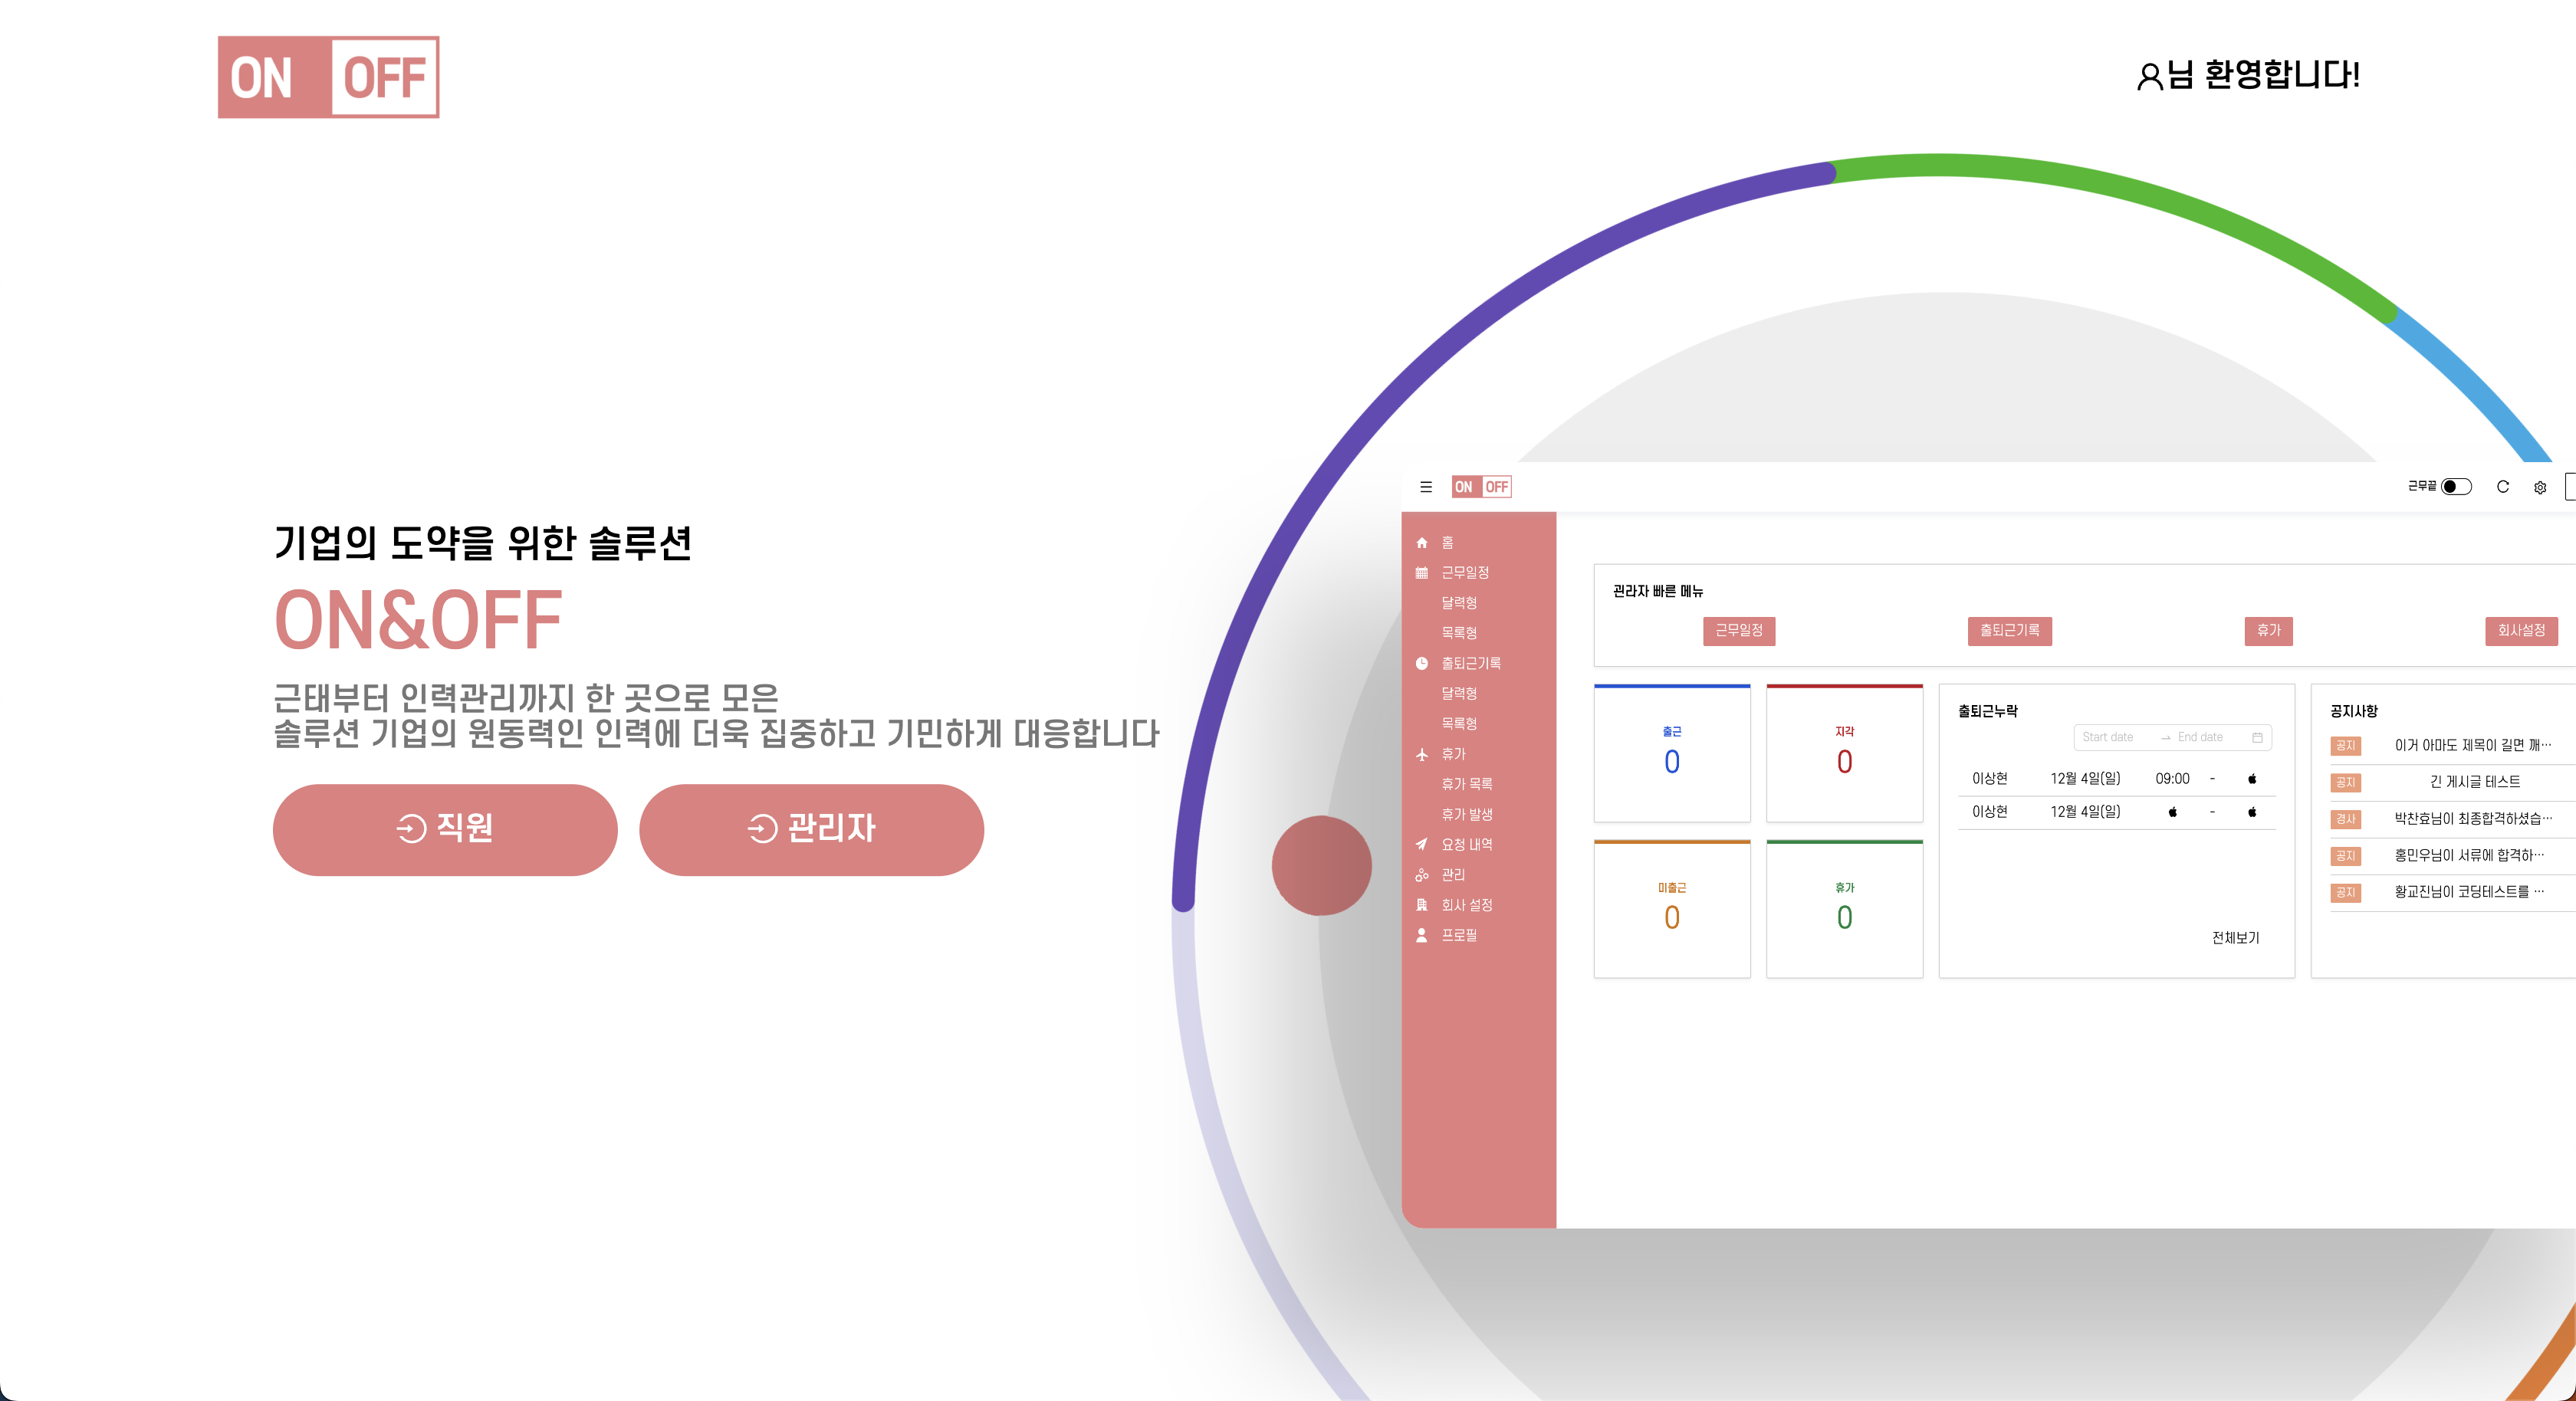 ON OFF
님 환영합니다!
기업의 도약을 위한 솔루션
ON&OFF
근태부터 인력관리까지 한 곳으로 모은
솔루션 기업의 원동력인 인력에 더욱 집중하고 기민하게 대응합니다
직원
관리자
ON OFF
근무끝
홈
근무일정
달력형
목록형
출퇴근기록
달력형
목록형
휴가
휴가 목록
휴가 발생
요청 내역
관리
회사 설정
프로필
괸라자 빠른 메뉴
근무일정
출퇴근기록
휴가
회사설정
출근
0
지각
0
미출근
0
휴가
0
출퇴근누락
Start date
End date
이상현 12월 4일(일) 09:00 -
이상현 12월 4일(일) -
전체보기
공지사항
공지 이거 아마도 제목이 길면 깨…
공지 긴 게시글 테스트
경사 박찬효님이 최종합격하셨습…
공지 홍민우님이 서류에 합격하…
공지 황교진님이 코딩테스트를 …